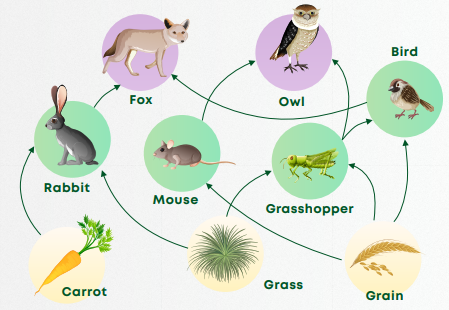 Bird
Fox
Owl
Rabbit
Mouse
Grasshopper
Carrot
Grass
Grain